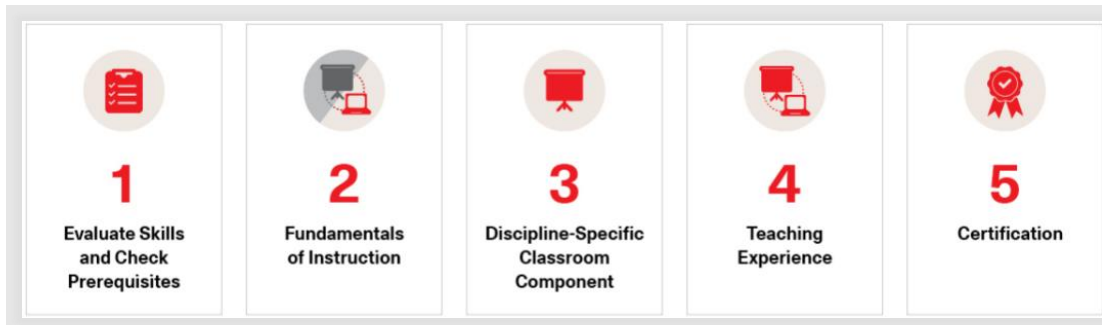 1
Evaluate Skills
and Check
Prerequisites
2
Fundamentals
of Instruction
3
Discipline-Specific
Classroom
Component
4
Teaching
Experience
5
Certification